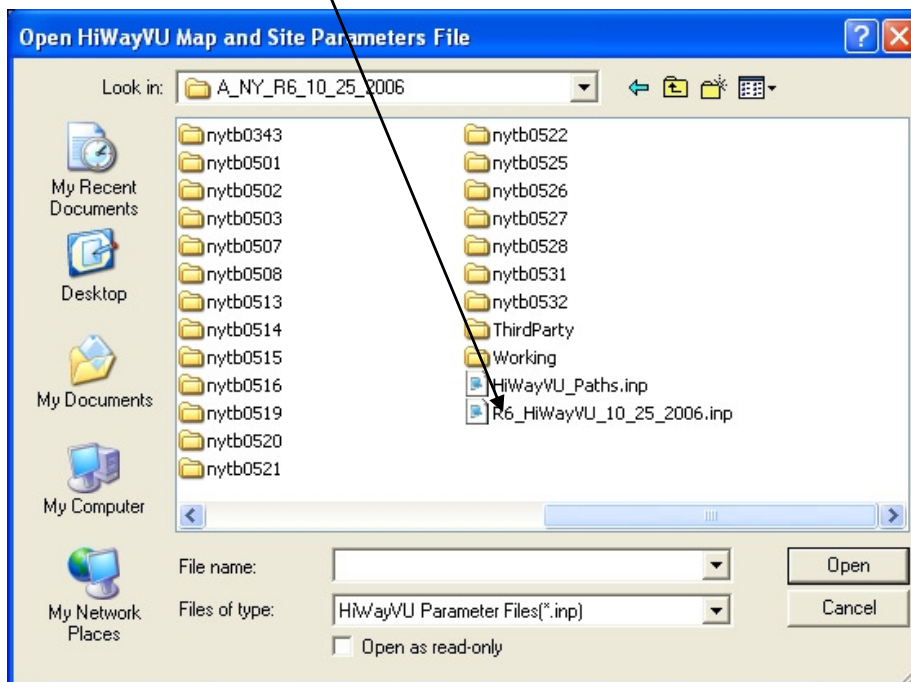 Open HiWayVU Map and Site Parameters File
Look in: A_NY_R6_10_25_2006
My Recent Documents
Desktop
My Documents
My Computer
My Network Places
nytb0343
nytb0501
nytb0502
nytb0503
nytb0507
nytb0508
nytb0513
nytb0514
nytb0515
nytb0516
nytb0519
nytb0520
nytb0521
nytb0522
nytb0525
nytb0526
nytb0527
nytb0528
nytb0531
nytb0532
ThirdParty
Working
HiWayVU_Paths.inp
R6_HiWayVU_10_25_2006.inp
File name:
Open
Files of type: HiWayVU Parameter Files(*.inp)
Cancel
Open as read-only